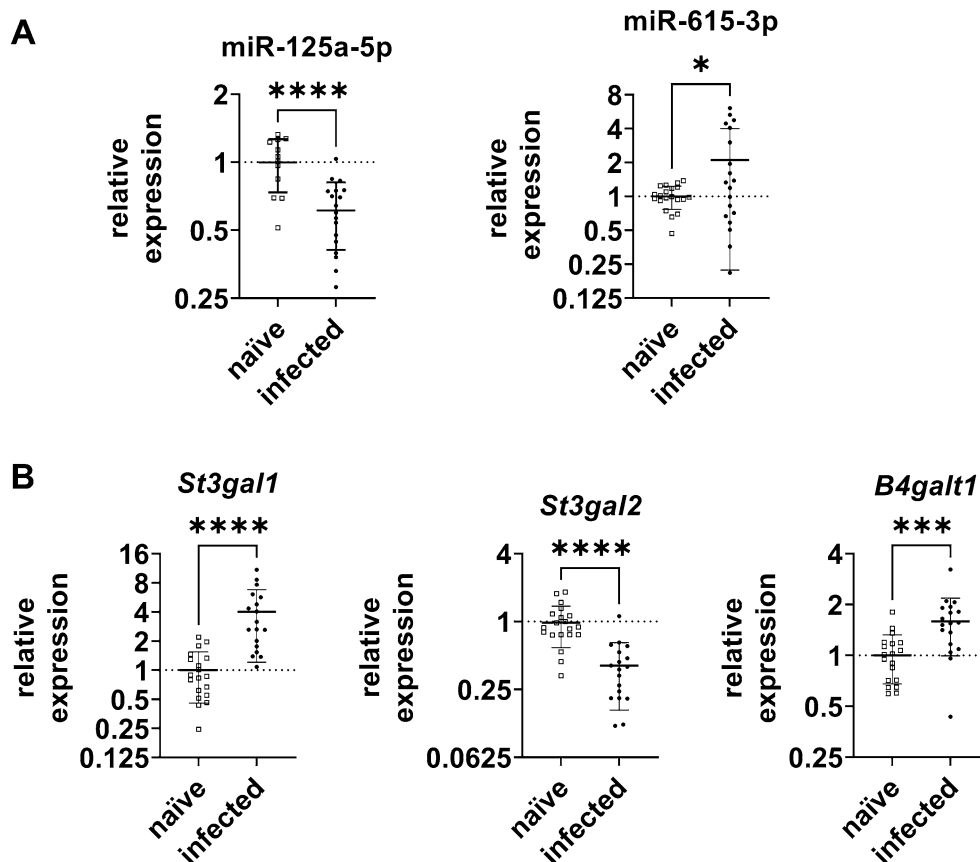 A
miR-125a-5p
****
relative
expression
2
1
0.5
0.25
naïve
infected
miR-615-3p
*
relative
expression
8
4
2
1
0.5
0.25
0.125
naïve
infected
B
St3gal1
****
relative
expression
16
8
4
2
1
0.5
0.25
0.125
naïve
infected
St3gal2
****
relative
expression
4
1
0.25
0.0625
naïve
infected
B4galt1
***
relative
expression
4
2
1
0.5
0.25
naïve
infected